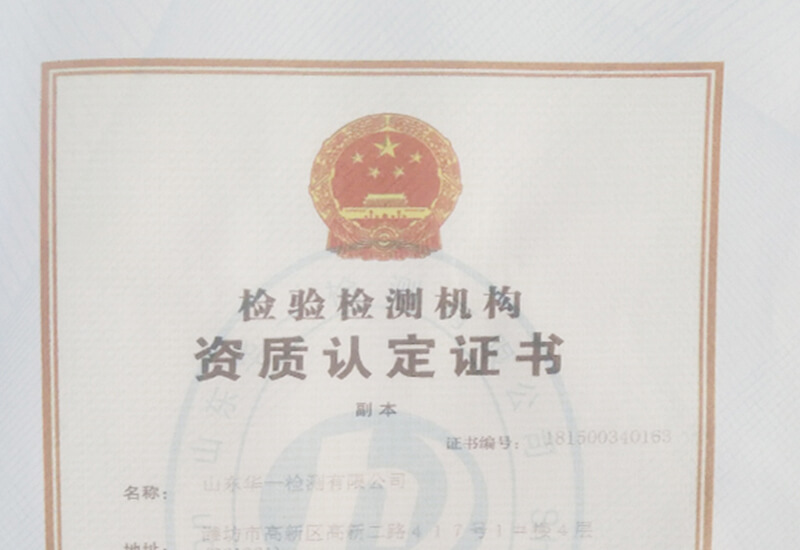 检验检测机构
资质认定证书
副本
证书编号：181500340163
名称：山东华一检测有限公司
地址：潍坊市高新区高新二路417号1#楼4层